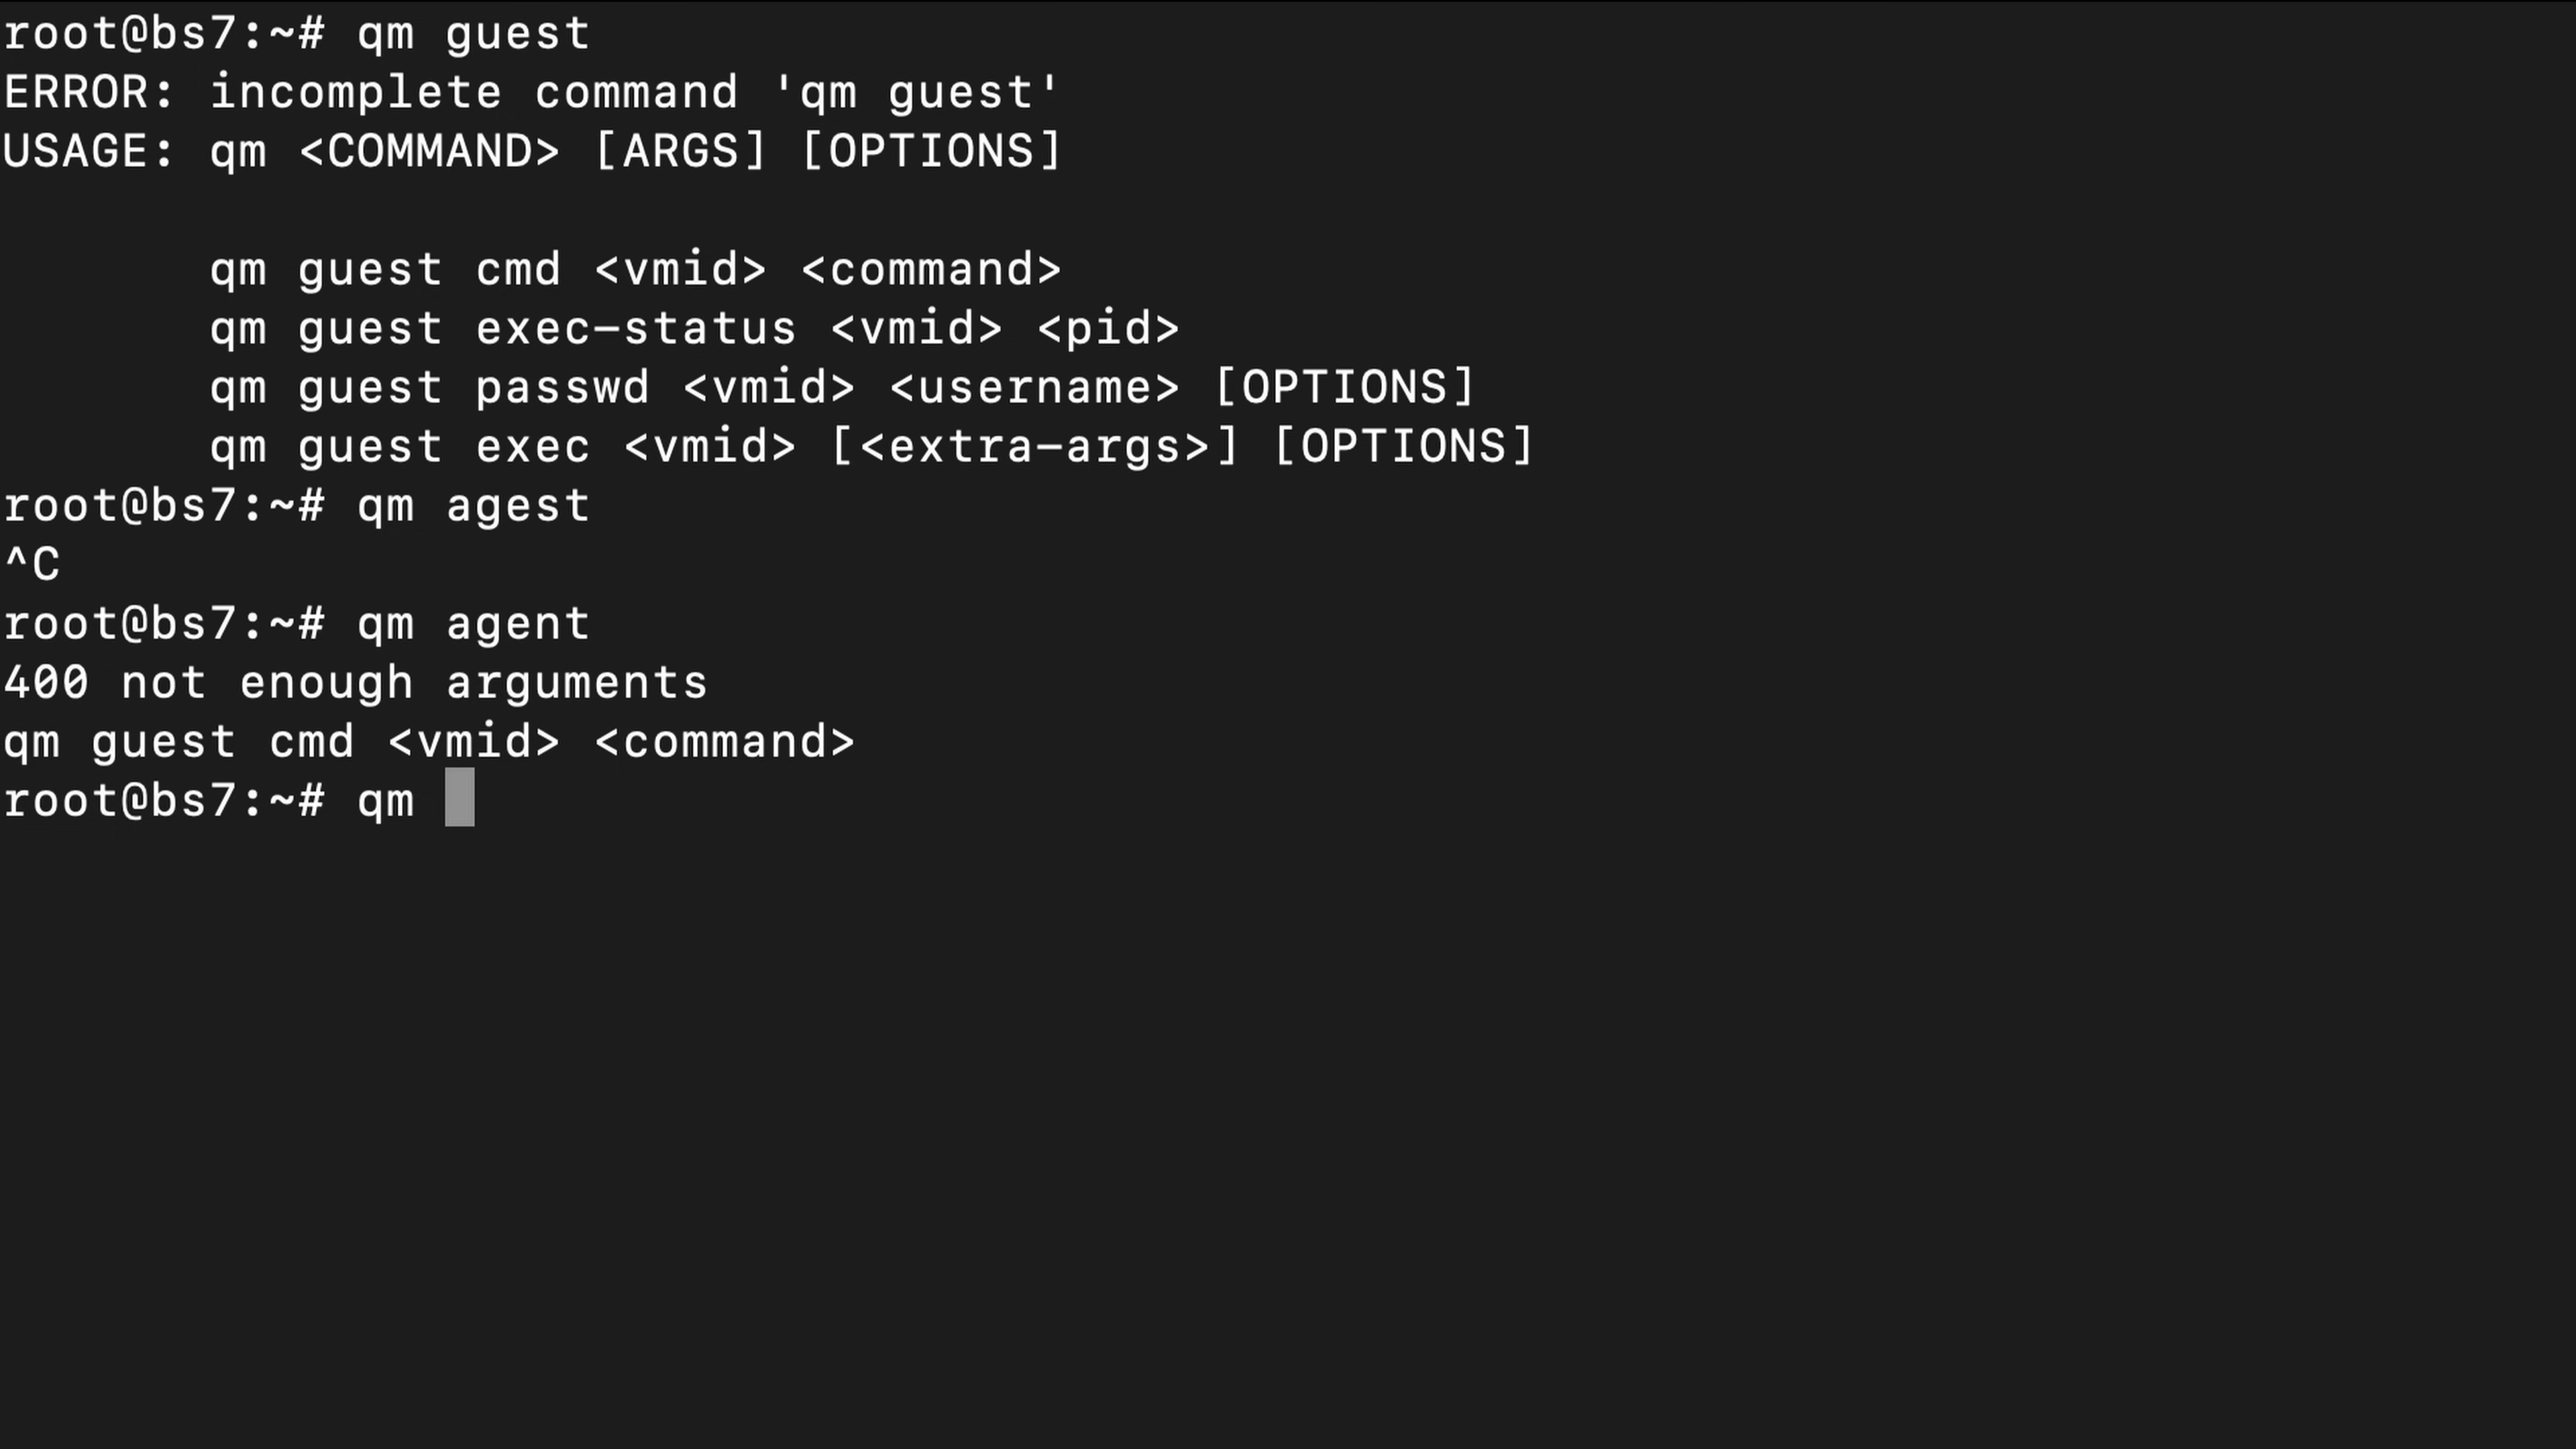 root@bs7:~# qm guest
ERROR: incomplete command 'qm guest'
USAGE: qm <COMMAND> [ARGS] [OPTIONS]
qm guest cmd <vmid> <command>
qm guest exec-status <vmid> <pid>
qm guest passwd <vmid> <username> [OPTIONS]
qm guest exec <vmid> [<extra-args>] [OPTIONS]
root@bs7:~# qm agest
^C
root@bs7:~# qm agent
400 not enough arguments
qm guest cmd <vmid> <command>
root@bs7:~# qm